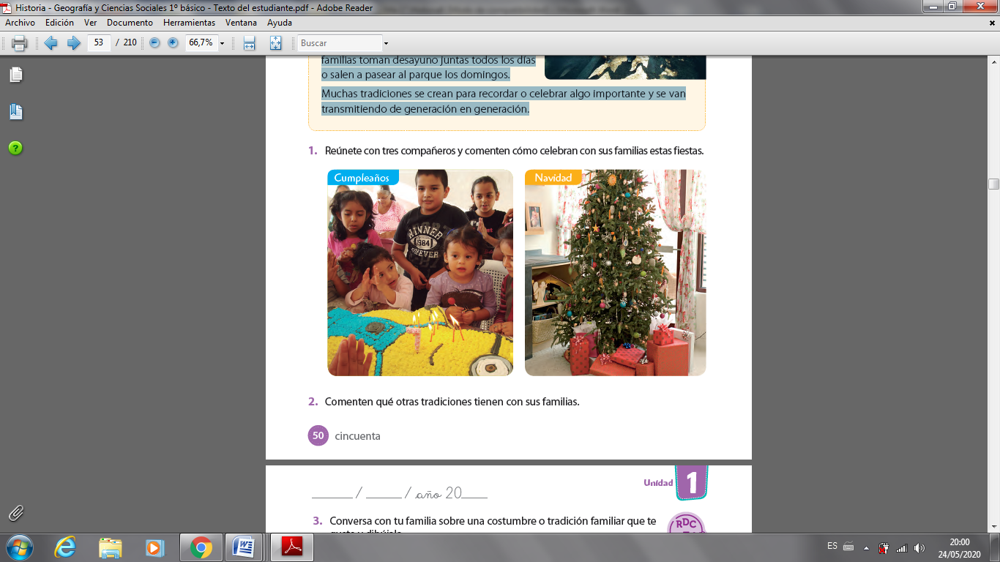 Historia - Geografía y Ciencias Sociales 1º básico - Texto del estudiante.pdf - Adobe Reader
Archivo Edición Ver Documento Herramientas Ventana Ayuda
53 / 210 66,7% Buscar
familias toman desayuno juntas todos los días
o salen a pasear al parque los domingos.
Muchas tradiciones se crean para recordar o celebrar algo importante y se van
transmitiendo de generación en generación.
1. Reúnete con tres compañeros y comenten cómo celebran con sus familias estas fiestas.
Cumpleaños
Navidad
WINNER
1984
FOREVER
2. Comenten qué otras tradiciones tienen con sus familias.
50 cincuenta
Unidad 1
/ / año 20
3. Conversa con tu familia sobre una costumbre o tradición familiar que te
RDC
ES
20:00
24/05/2020